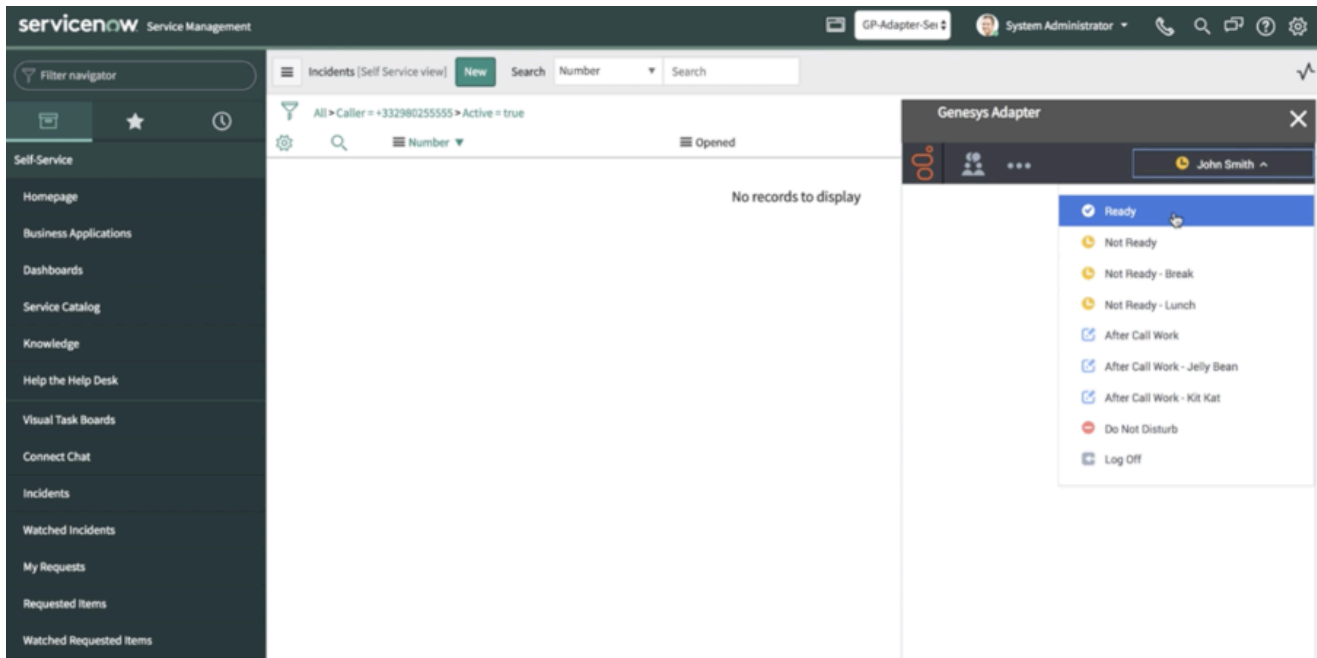 servicenow Service Management
GP-Adapter-Ser
System Administrator
Filter navigator
Self-Service
Homepage
Business Applications
Dashboards
Service Catalog
Knowledge
Help the Help Desk
Visual Task Boards
Connect Chat
Incidents
Watched Incidents
My Requests
Requested Items
Watched Requested Items
Incidents [Self Service view] New Search Number Search
All > Caller = +332980255555 > Active = true
Number Opened
No records to display
Genesys Adapter
John Smith
Ready
Not Ready
Not Ready - Break
Not Ready - Lunch
After Call Work
After Call Work - Jelly Bean
After Call Work - Kit Kat
Do Not Disturb
Log Off